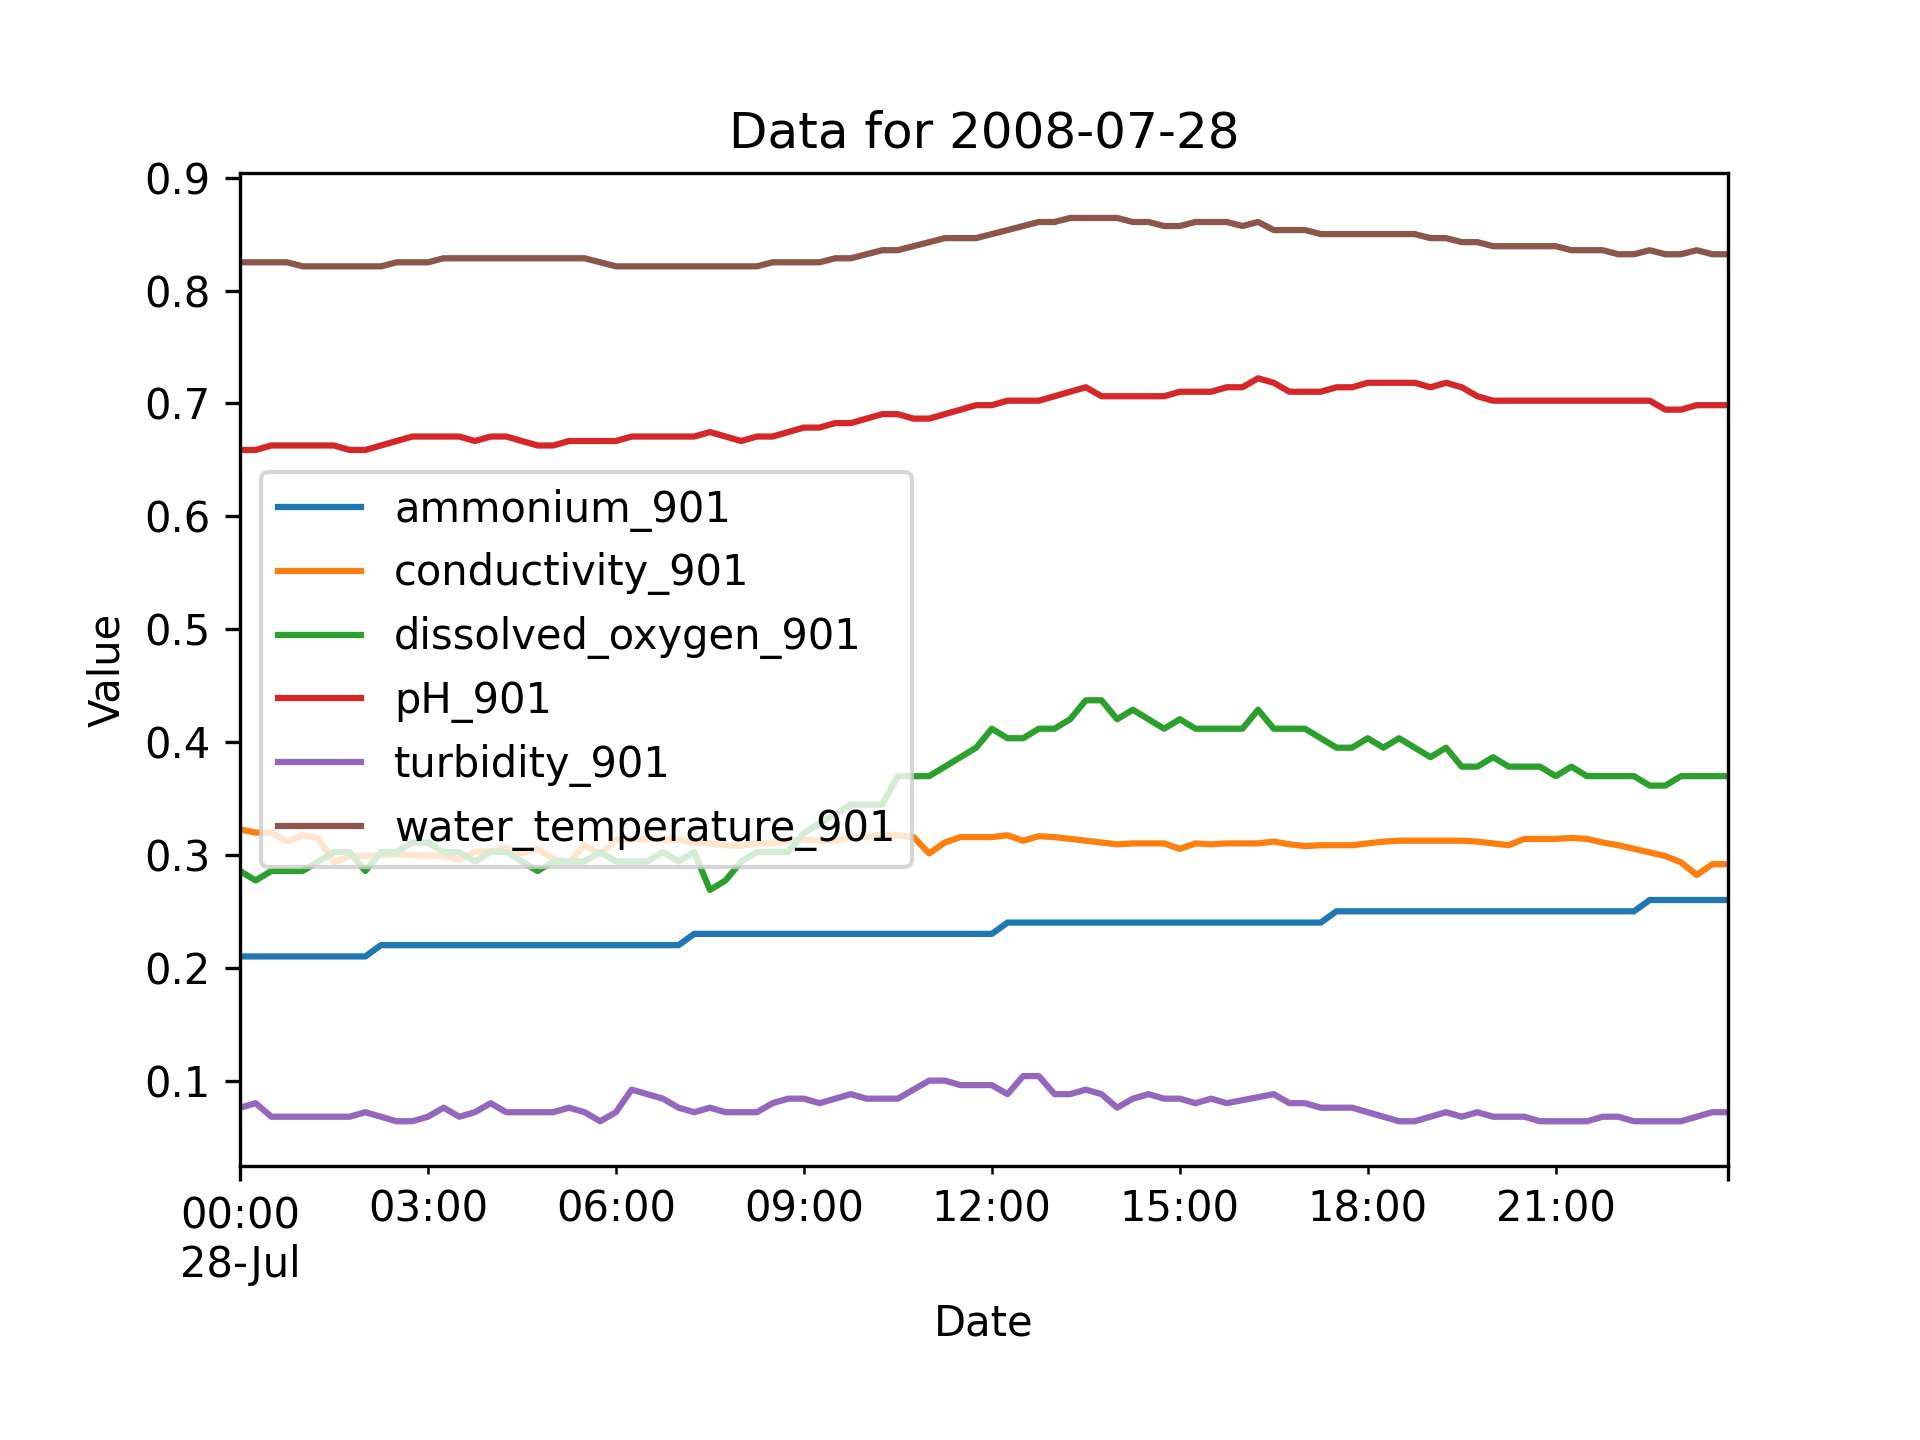 Data for 2008-07-28
0.9
0.8
0.7
0.6
0.5
0.4
0.3
0.2
0.1
Value
ammonium_901
conductivity_901
dissolved_oxygen_901
pH_901
turbidity_901
water_temperature_901
00:00 03:00 06:00 09:00 12:00 15:00 18:00 21:00
28-Jul
Date